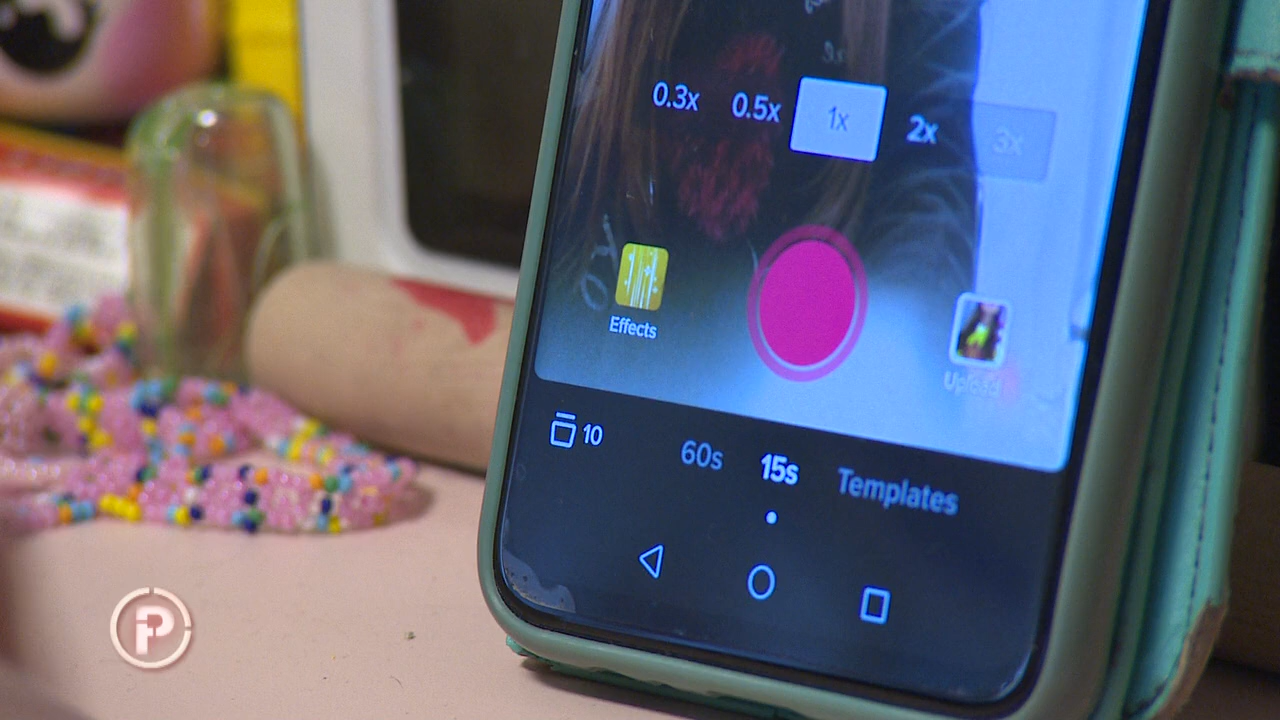 0.3x 0.5x 1x 2x 3x
Effects
Upload
10 60s 15s Templates
P